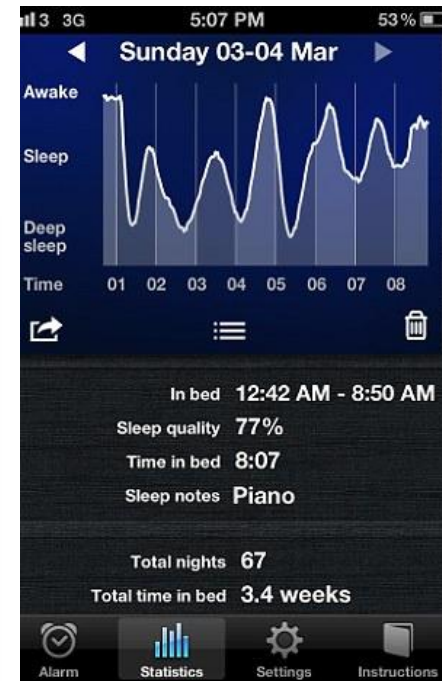 3 3G 5:07 PM 53%
Sunday 03-04 Mar
Awake
Sleep
Deep
sleep
Time 01 02 03 04 05 06 07 08
In bed 12:42 AM - 8:50 AM
Sleep quality 77%
Time in bed 8:07
Sleep notes Piano
Total nights 67
Total time in bed 3.4 weeks
Alarm Statistics Settings Instructions